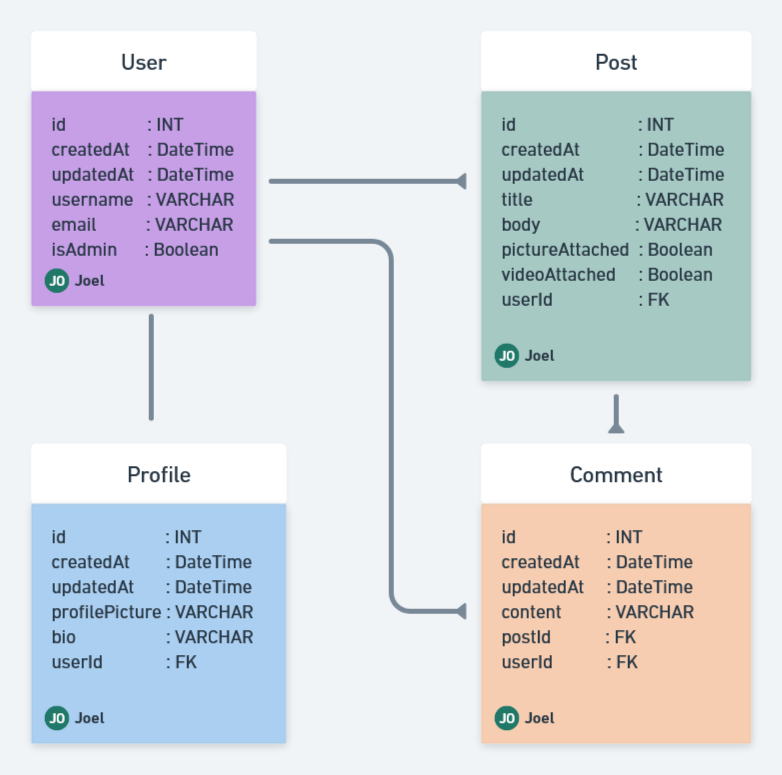 User
id : INT
createdAt : DateTime
updatedAt : DateTime
username : VARCHAR
email : VARCHAR
isAdmin : Boolean
JO Joel
Post
id : INT
createdAt : DateTime
updatedAt : DateTime
title : VARCHAR
body : VARCHAR
pictureAttached : Boolean
videoAttached : Boolean
userId : FK
JO Joel
Profile
id : INT
createdAt : DateTime
updatedAt : DateTime
profilePicture : VARCHAR
bio : VARCHAR
userId : FK
JO Joel
Comment
id : INT
createdAt : DateTime
updatedAt : DateTime
content : VARCHAR
postId : FK
userId : FK
JO Joel